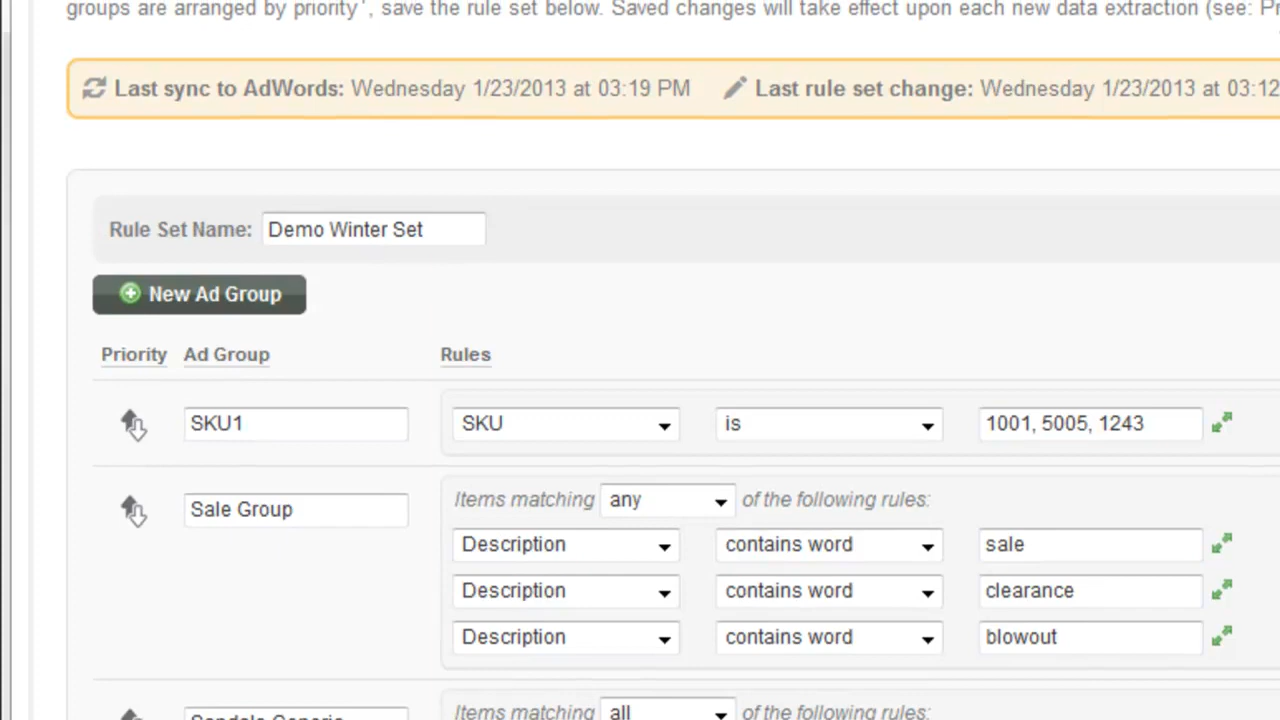 groups are arranged by priority*, save the rule set below. Saved changes will take effect upon each new data extraction (see: Pr
Last sync to AdWords: Wednesday 1/23/2013 at 03:19 PM Last rule set change: Wednesday 1/23/2013 at 03:12
Rule Set Name: Demo Winter Set
New Ad Group
Priority Ad Group Rules
SKU1 SKU is 1001, 5005, 1243
Sale Group Items matching any of the following rules:
Description contains word sale
Description contains word clearance
Description contains word blowout
Sandals Generic Items matching all of the following rules: